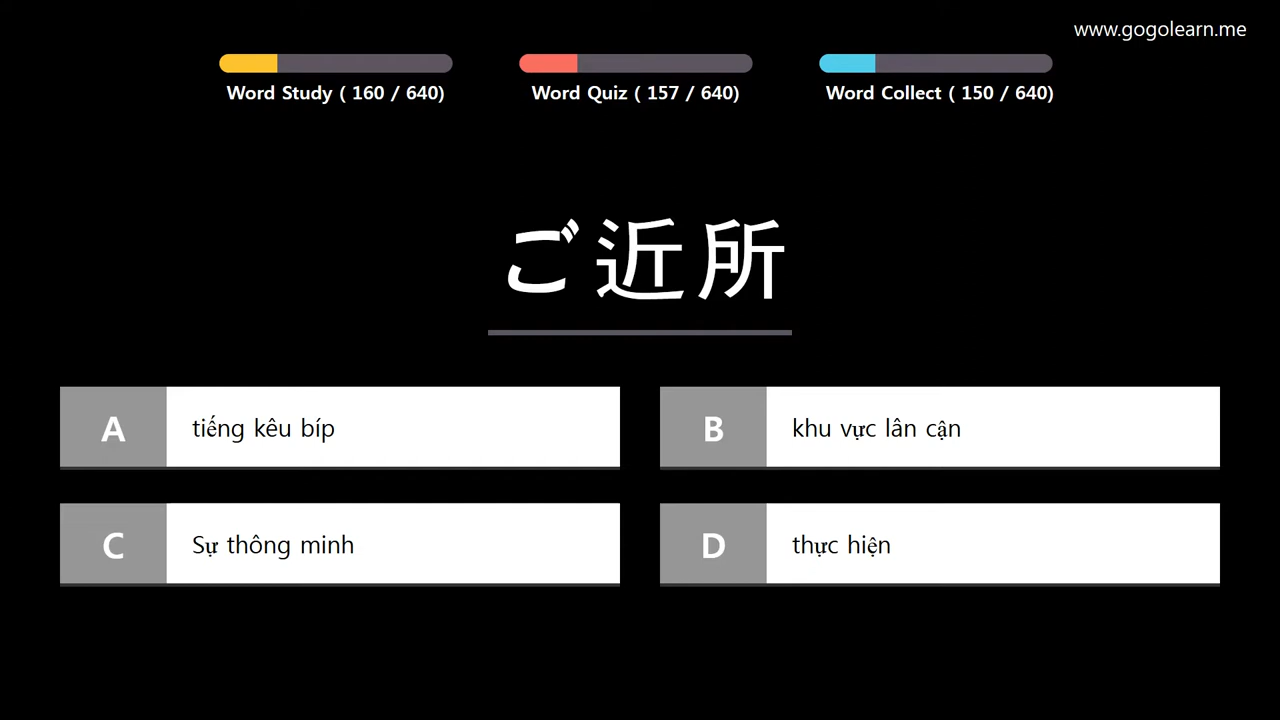 www.gogolearn.me
Word Study ( 160 / 640)
Word Quiz ( 157 / 640)
Word Collect ( 150 / 640)
ご近所
A tiếng kêu bíp
B khu vực lân cận
C Sự thông minh
D thực hiện